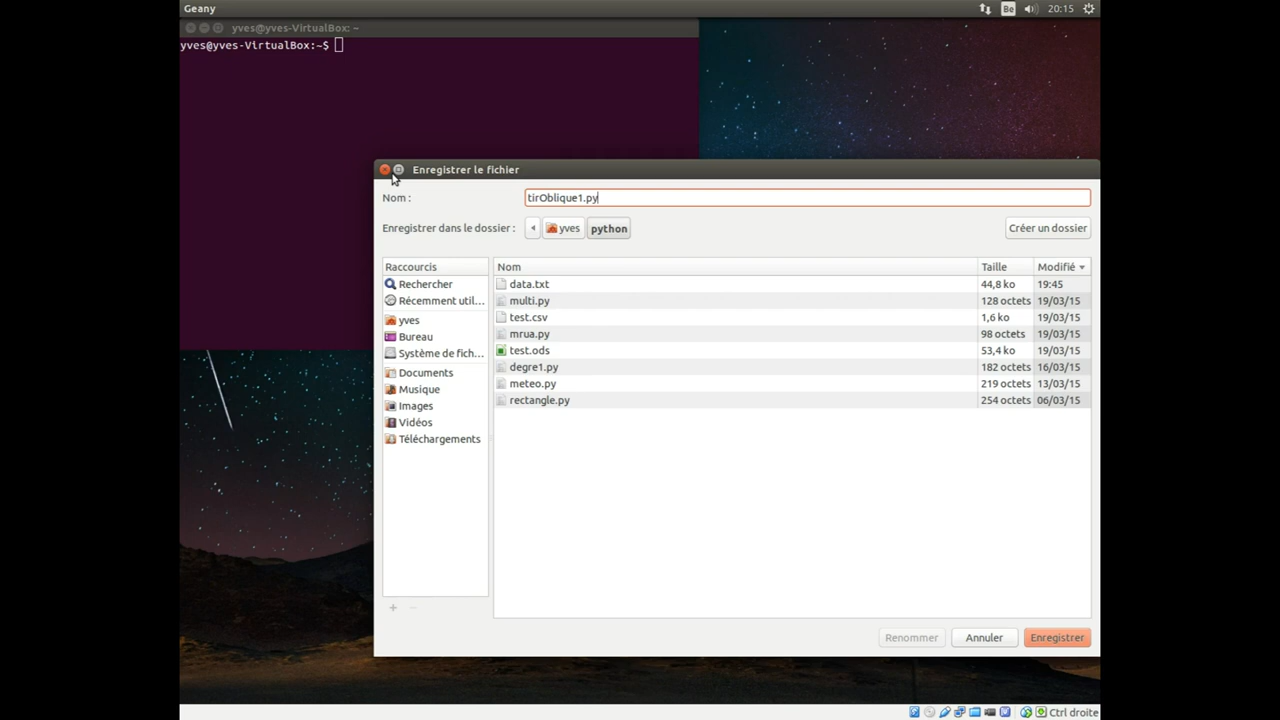 Geany
Be
20:15
yves@yves-VirtualBox: ~
yves@yves-VirtualBox:~$
Enregistrer le fichier
Nom :
tirOblique1.py
Enregistrer dans le dossier :
yves
python
Créer un dossier
Raccourcis
Nom
Taille
Modifié
Rechercher
data.txt
44,8 ko
19:45
Récemment util...
multi.py
128 octets
19/03/15
yves
test.csv
1,6 ko
19/03/15
Bureau
mrua.py
98 octets
19/03/15
Système de fich...
test.ods
53,4 ko
19/03/15
Documents
degre1.py
182 octets
16/03/15
Musique
meteo.py
219 octets
13/03/15
Images
rectangle.py
254 octets
06/03/15
Vidéos
Téléchargements
Renommer
Annuler
Enregistrer
Ctrl droite